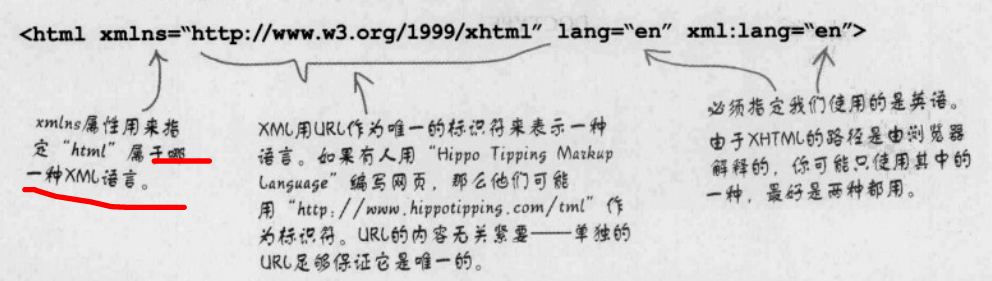 <html xmlns=“http://www.w3.org/1999/xhtml” lang=“en” xml:lang=“en”>
xmlns属性用来指
定“html”属于哪
一种XML语言。
XML用URL作为唯一的标识符来表示一种
语言。如果有人用“Hippo Tipping Markup
Language”编写网页，那么他们可能
用“http://www.hippotipping.com/tml”作
为标识符。URL的内容无关紧要——单独的
URL足够保证它是唯一的。
必须指定我们使用的是英语。
由于XHTML的路径是由浏览器
解释的，你可能只使用其中的
一种，最好是两种都用。